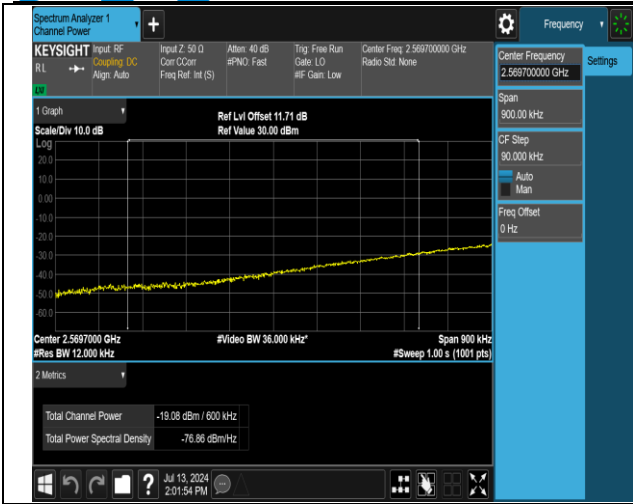 Spectrum Analyzer 1
Channel Power
+
Frequency
KEYSIGHT
RL
Input: RF
Coupling: DC
Align: Auto
Input Z: 50 Ω
Corr CCorr
Freq Ref: Int (S)
Atten: 40 dB
#PNO: Fast
Trig: Free Run
Gate: LO
#IF Gain: Low
Center Freq: 2.569700000 GHz
Radio Std: None
Center Frequency
2.569700000 GHz
Settings
Span
900.00 kHz
CF Step
90.000 kHz
Auto
Man
Freq Offset
0 Hz
1 Graph
Scale/Div 10.0 dB
Ref Lvl Offset 11.71 dB
Ref Value 30.00 dBm
Log
20.0
10.0
0.00
-10.0
-20.0
-30.0
-40.0
-50.0
-60.0
Center 2.5697000 GHz
#Video BW 36.000 kHz*
Span 900 kHz
#Res BW 12.000 kHz
#Sweep 1.00 s (1001 pts)
2 Metrics
Total Channel Power -19.08 dBm / 600 kHz
Total Power Spectral Density -76.86 dBm/Hz
?
Jul 13, 2024
2:01:54 PM